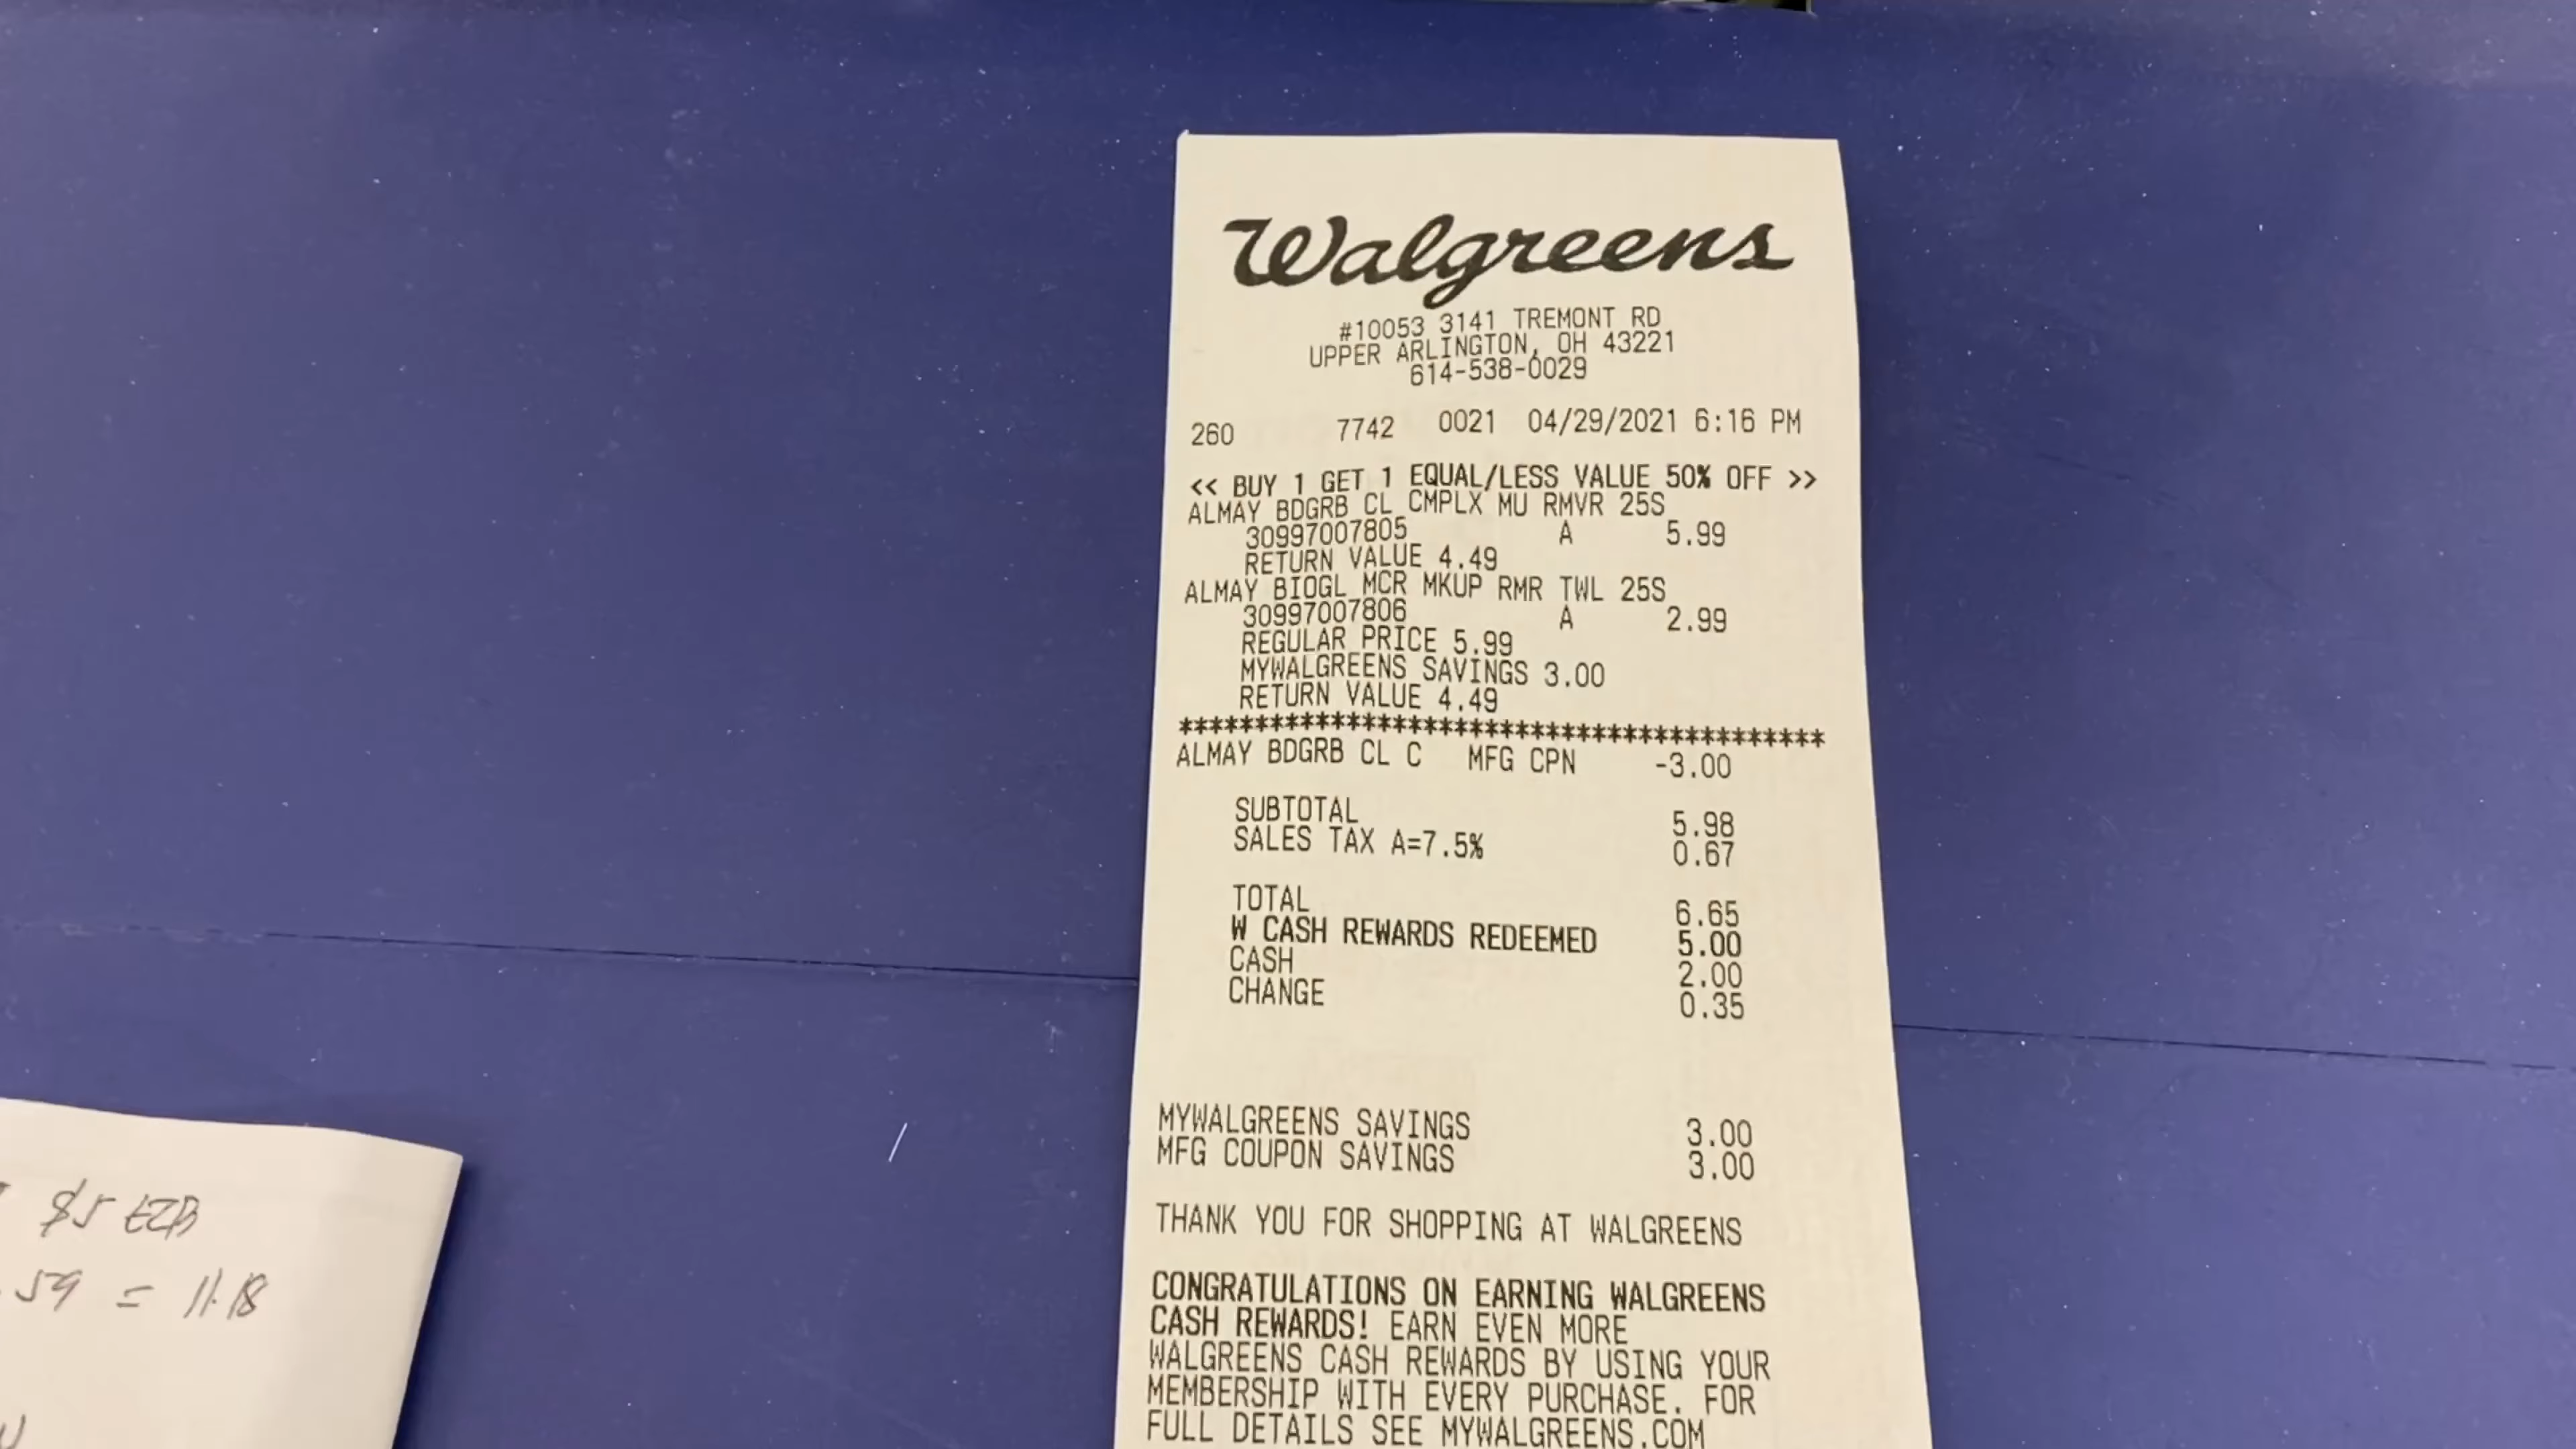 Walgreens
#10053 3141 TREMONT RD
UPPER ARLINGTON, OH 43221
614-538-0029
260 7742 0021 04/29/2021 6:16 PM
<< BUY 1 GET 1 EQUAL/LESS VALUE 50% OFF >>
ALMAY BDGRB CL CMPLX MU RMVR 25S
30997007805 A 5.99
RETURN VALUE 4.49
ALMAY BIOGL MCR MKUP RMR TWL 25S
30997007806 A 2.99
REGULAR PRICE 5.99
MYWALGREENS SAVINGS 3.00
RETURN VALUE 4.49
******************************************
ALMAY BDGRB CL C MFG CPN -3.00
SUBTOTAL 5.98
SALES TAX A=7.5% 0.67
TOTAL 6.65
W CASH REWARDS REDEEMED 5.00
CASH 2.00
CHANGE 0.35
MYWALGREENS SAVINGS 3.00
MFG COUPON SAVINGS 3.00
THANK YOU FOR SHOPPING AT WALGREENS
CONGRATULATIONS ON EARNING WALGREENS
CASH REWARDS! EARN EVEN MORE
WALGREENS CASH REWARDS BY USING YOUR
MEMBERSHIP WITH EVERY PURCHASE. FOR
FULL DETAILS SEE MYWALGREENS.COM
$5 EZB
.59 = 11.18